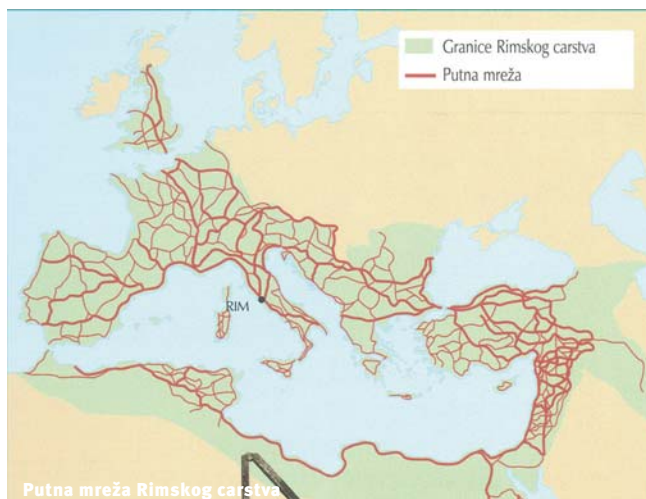 Granice Rimskog carstva
Putna mreža
RIM
Putna mreža Rimskog carstva